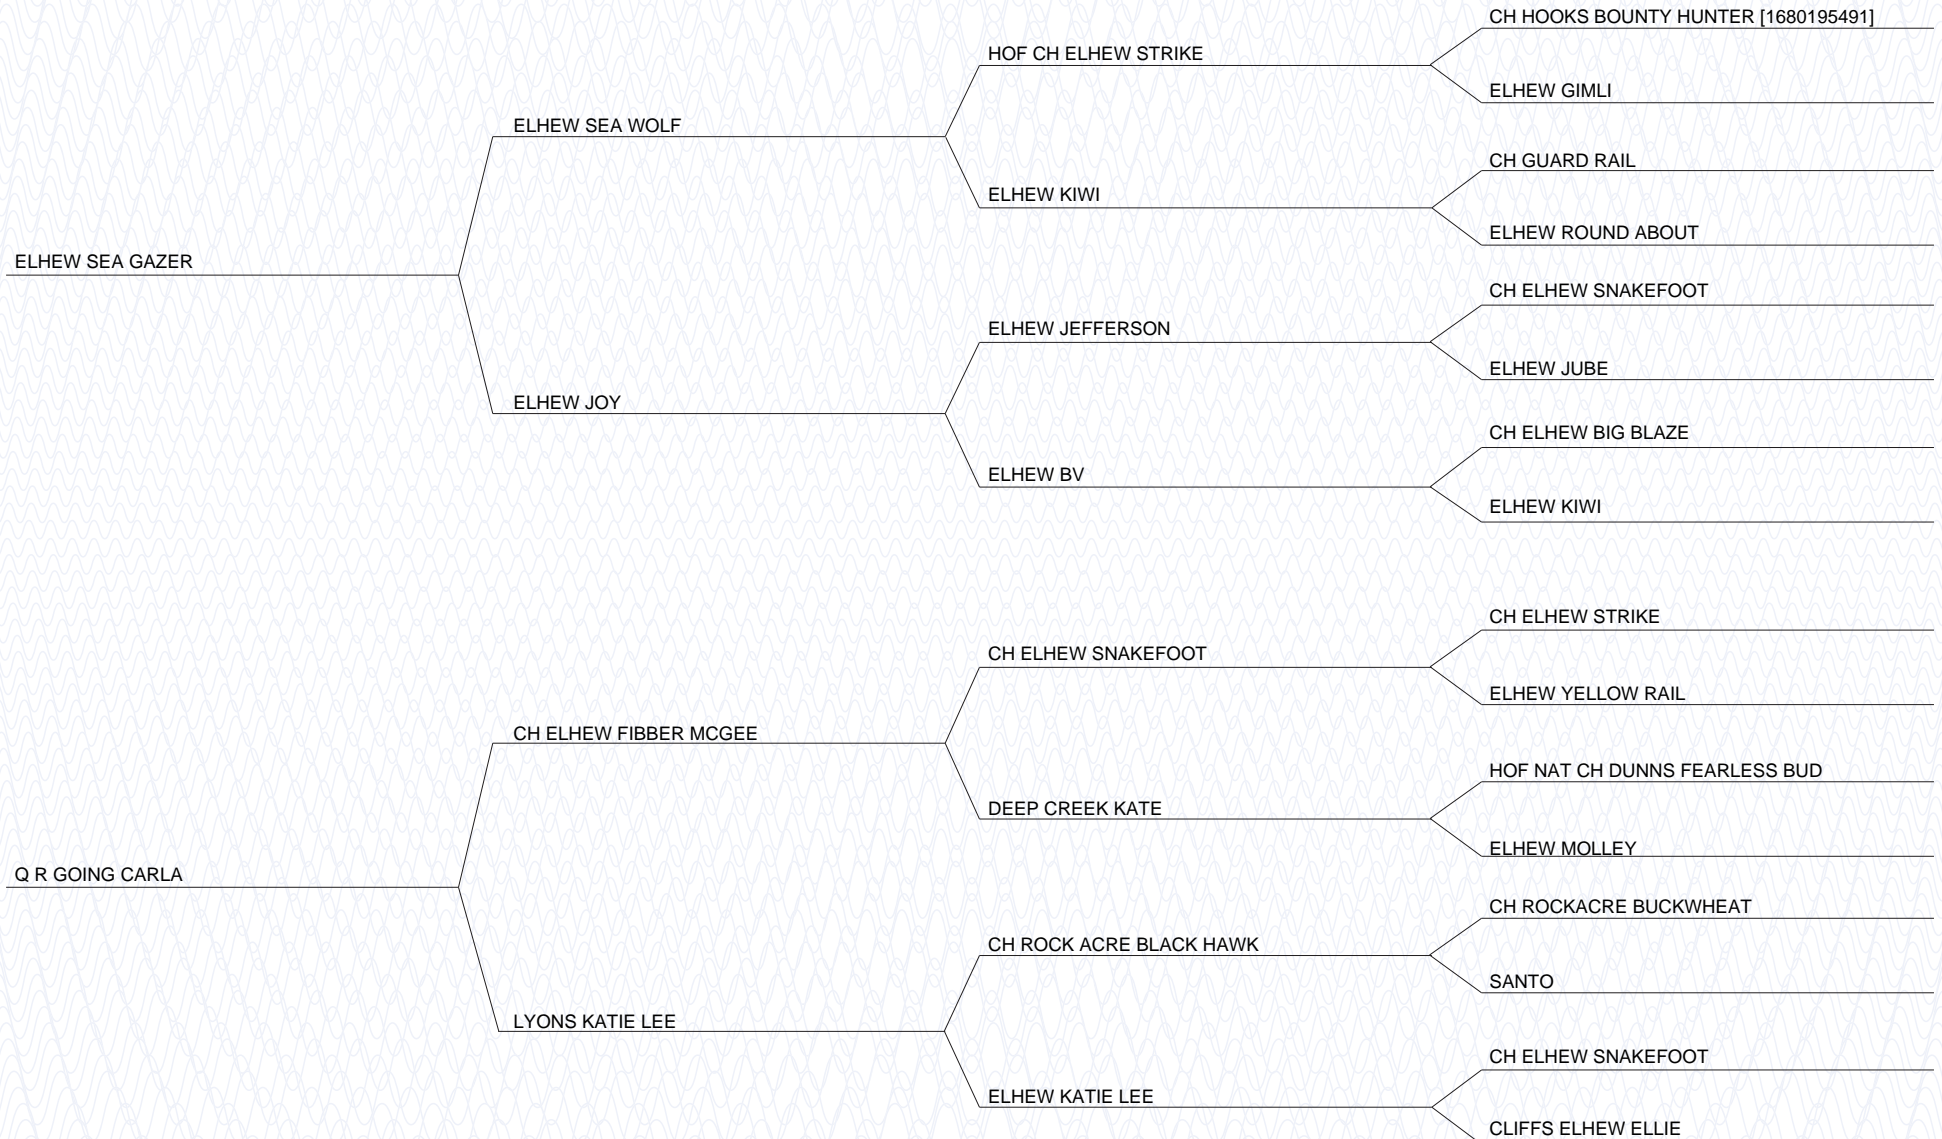 CH HOOKS BOUNTY HUNTER [1680195491]
HOF CH ELHEW STRIKE
ELHEW GIMLI
ELHEW SEA WOLF
CH GUARD RAIL
ELHEW KIWI
ELHEW ROUND ABOUT
ELHEW SEA GAZER
CH ELHEW SNAKEFOOT
ELHEW JEFFERSON
ELHEW JUBE
ELHEW JOY
CH ELHEW BIG BLAZE
ELHEW BV
ELHEW KIWI
CH ELHEW STRIKE
CH ELHEW SNAKEFOOT
ELHEW YELLOW RAIL
CH ELHEW FIBBER MCGEE
HOF NAT CH DUNNS FEARLESS BUD
DEEP CREEK KATE
ELHEW MOLLEY
Q R GOING CARLA
CH ROCKACRE BUCKWHEAT
CH ROCK ACRE BLACK HAWK
SANTO
LYONS KATIE LEE
CH ELHEW SNAKEFOOT
ELHEW KATIE LEE
CLIFFS ELHEW ELLIE